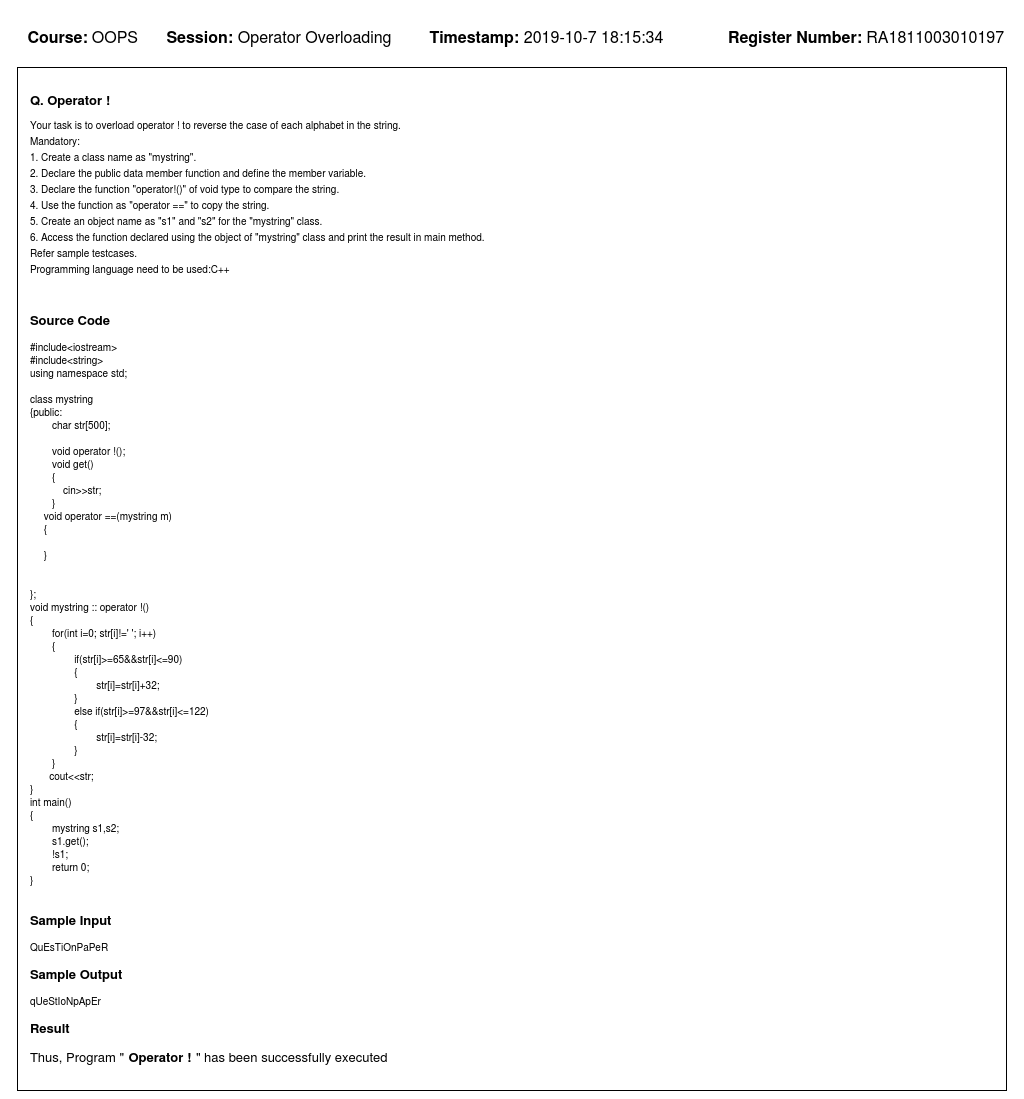 Course: OOPS Session: Operator Overloading Timestamp: 2019-10-7 18:15:34 Register Number: RA1811003010197
Q. Operator !
Your task is to overload operator ! to reverse the case of each alphabet in the string.
Mandatory:
1. Create a class name as "mystring".
2. Declare the public data member function and define the member variable.
3. Declare the function "operator!()" of void type to compare the string.
4. Use the function as "operator ==" to copy the string.
5. Create an object name as "s1" and "s2" for the "mystring" class.
6. Access the function declared using the object of "mystring" class and print the result in main method.
Refer sample testcases.
Programming language need to be used:C++
Source Code
#include<iostream>
#include<string>
using namespace std;
class mystring
{public:
char str[500];
void operator !();
void get()
{
cin>>str;
}
void operator ==(mystring m)
{
}
};
void mystring :: operator !()
{
for(int i=0; str[i]!=' '; i++)
{
if(str[i]>=65&&str[i]<=90)
{
str[i]=str[i]+32;
}
else if(str[i]>=97&&str[i]<=122)
{
str[i]=str[i]-32;
}
}
cout<<str;
}
int main()
{
mystring s1,s2;
s1.get();
!s1;
return 0;
}
Sample Input
QuEsTiOnPaPeR
Sample Output
qUeStIoNpApEr
Result
Thus, Program " Operator ! " has been successfully executed